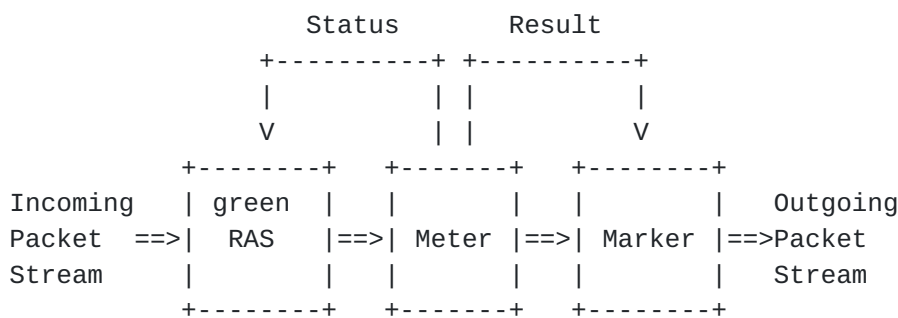 Status Result
Incoming green Outgoing
Packet ==> RAS ==> Meter ==> Marker ==>Packet
Stream Stream